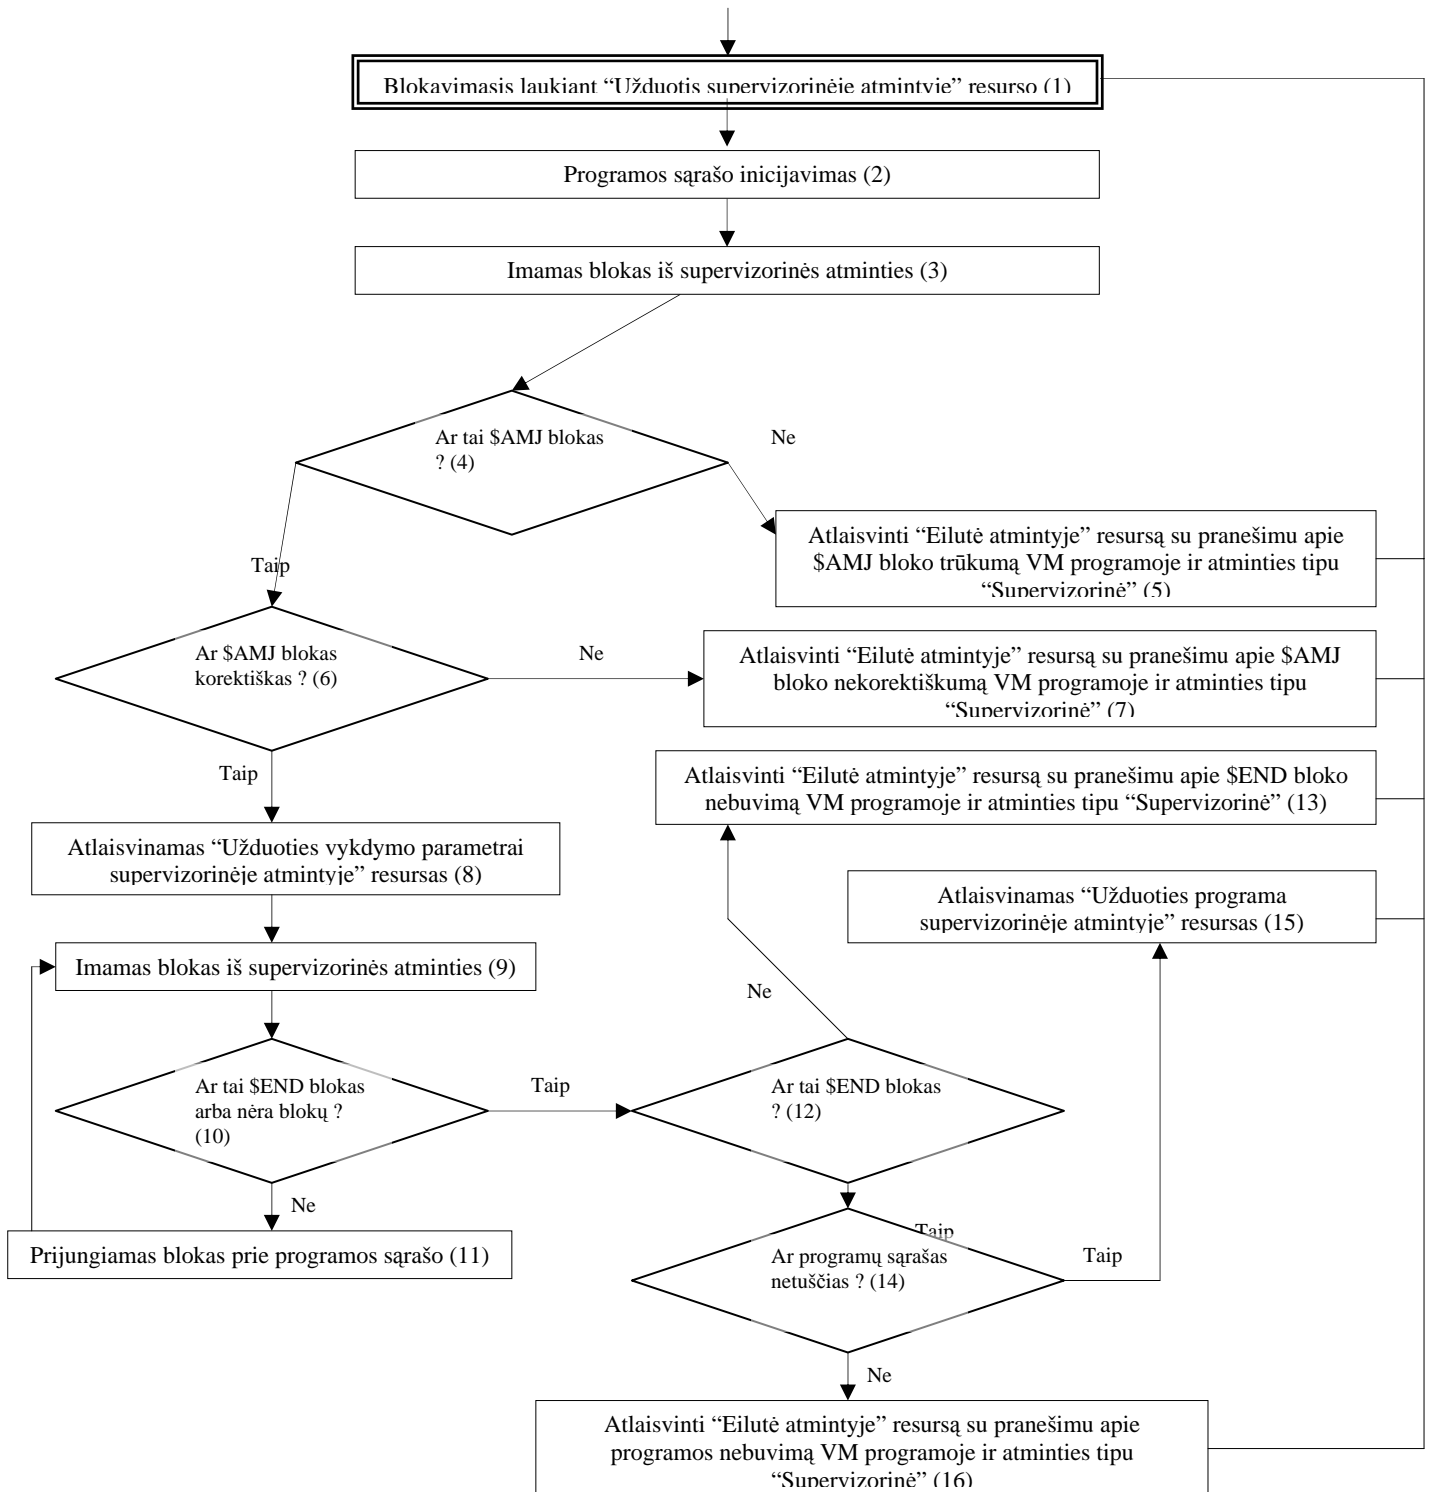 Blokavimasis laukiant “Užduotis supervizorinėje atmintyje” resurso (1)
Programos sąrašo inicijavimas (2)
Imamas blokas iš supervizorinės atminties (3)
Ar tai $AMJ blokas
? (4)
Ne
Atlaisvinti “Eilutė atmintyje” resursą su pranešimu apie
$AMJ bloko trūkumą VM programoje ir atminties tipu
“Supervizorinė” (5)
Taip
Ar $AMJ blokas
korektiškas ? (6)
Ne
Atlaisvinti “Eilutė atmintyje” resursą su pranešimu apie $AMJ
bloko nekorektiškumą VM programoje ir atminties tipu
“Supervizorinė” (7)
Taip
Atlaisvinti “Eilutė atmintyje” resursą su pranešimu apie $END bloko
nebuvimą VM programoje ir atminties tipu “Supervizorinė” (13)
Atlaisvinamas “Užduoties vykdymo parametrai
supervizorinėje atmintyje” resursas (8)
Atlaisvinamas “Užduoties programa
supervizorinėje atmintyje” resursas (15)
Imamas blokas iš supervizorinės atminties (9)
Ne
Ar tai $END blokas
arba nėra blokų ?
(10)
Taip
Ar tai $END blokas
? (12)
Ne
Taip
Prijungiamas blokas prie programos sąrašo (11)
Ar programų sąrašas
netuščias ? (14)
Taip
Ne
Atlaisvinti “Eilutė atmintyje” resursą su pranešimu apie
programos nebuvimą VM programoje ir atminties tipu
“Supervizorinė” (16)